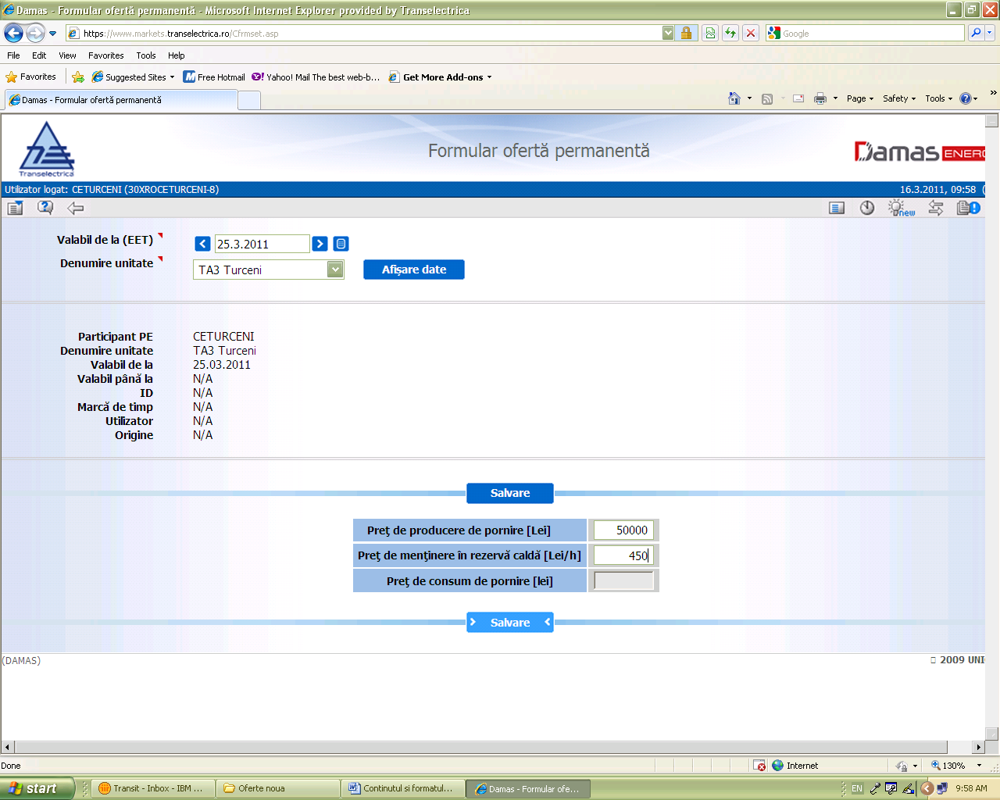 Damas - Formular ofertă permanentă - Microsoft Internet Explorer provided by Transelectrica
https://www.markets.transelectrica.ro/Cfrmset.asp
Google
File Edit View Favorites Tools Help
Favorites Suggested Sites Free Hotmail Yahoo! Mail The best web-b... Get More Add-ons
Damas - Formular ofertă permanentă
Page Safety Tools
Transelectrica
Formular ofertă permanentă
Damas ENERG
Utilizator logat: CETURCENI (30XROCETURCENI-8)
16.3.2011, 09:58 (
new
Valabil de la (EET) 25.3.2011
Denumire unitate TA3 Turceni Afişare date
Participant PE CETURCENI
Denumire unitate TA3 Turceni
Valabil de la 25.03.2011
Valabil până la N/A
ID N/A
Marcă de timp N/A
Utilizator N/A
Origine N/A
Salvare
Preţ de producere de pornire [Lei] 50000
Preţ de menţinere în rezervă caldă [Lei/h] 450
Preţ de consum de pornire [lei]
Salvare
(DAMAS)
2009 UNI
Done
Internet
130%
start
Transit - Inbox - IBM ...
Oferte noua
Continutul si formatul...
Damas - Formular ofe...
EN
9:58 AM